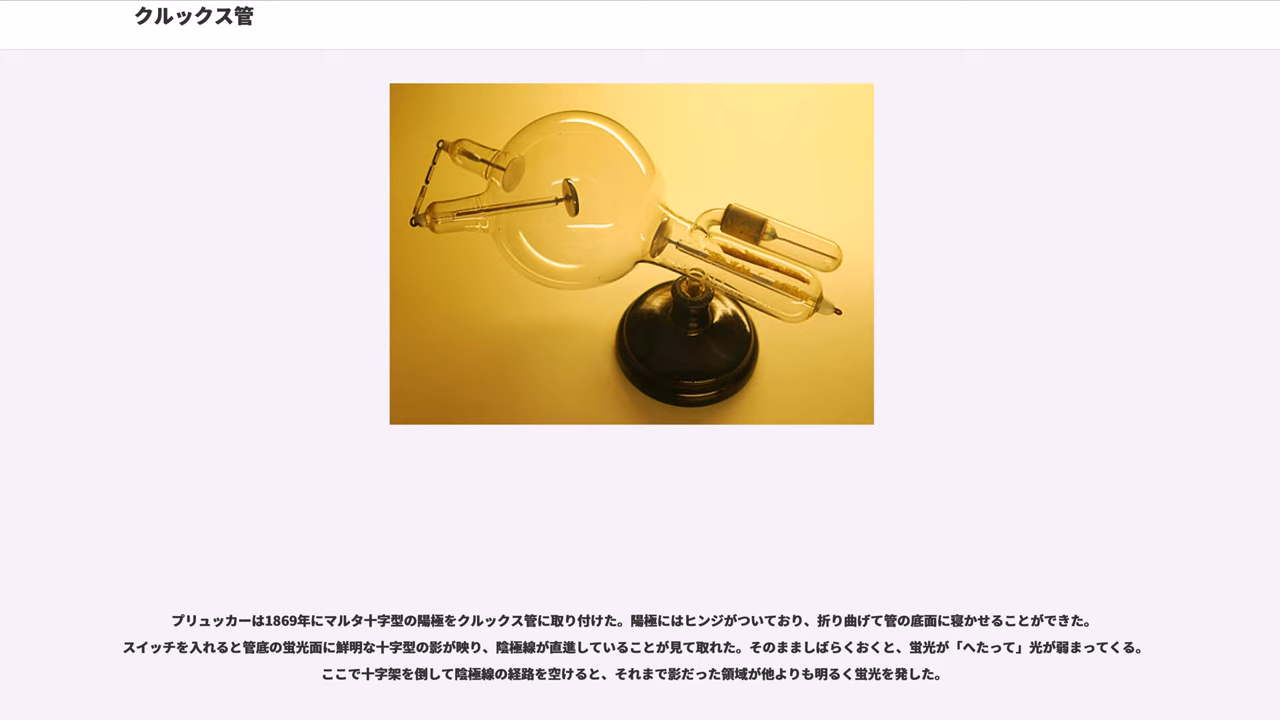 クルックス管
プリュッカーは1869年にマルタ十字型の陽極をクルックス管に取り付けた。陽極にはヒンジがついており、折り曲げて管の底面に寝かせることができた。
スイッチを入れると管底の蛍光面に鮮明な十字型の影が映り、陰極線が直進していることが見て取れた。そのまましばらくおくと、蛍光が「へたって」光が弱まってくる。
ここで十字架を倒して陰極線の経路を空けると、それまで影だった領域が他よりも明るく蛍光を発した。